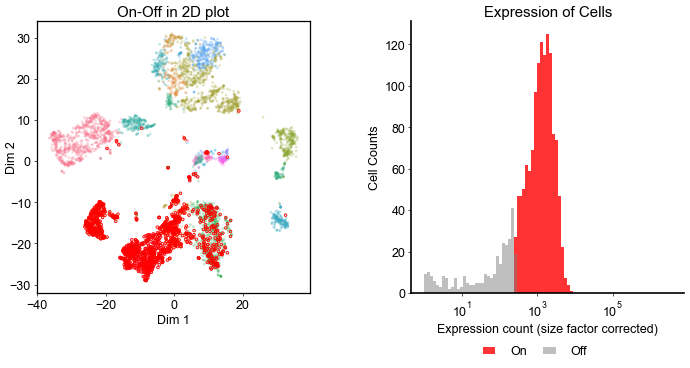 On-Off in 2D plot
30
20
10
0
−10
−20
−30
Dim 2
−40
−20
0
20
Dim 1
Expression of Cells
120
100
80
60
40
20
0
Cell Counts
10^1
10^3
10^5
Expression count (size factor corrected)
On
Off